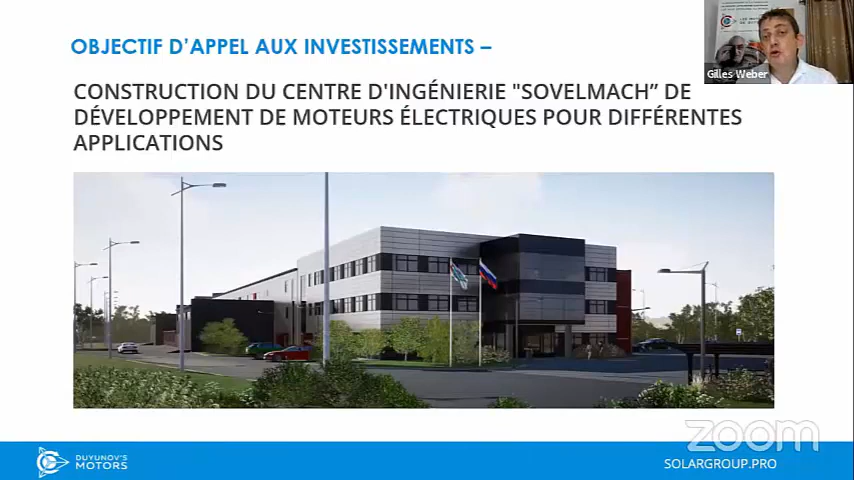 OBJECTIF D'APPEL AUX INVESTISSEMENTS –
CONSTRUCTION DU CENTRE D'INGÉNIERIE "SOVELMACH” DE
DÉVELOPPEMENT DE MOTEURS ÉLECTRIQUES POUR DIFFÉRENTES
APPLICATIONS
Gilles Weber
zoom
DUYUNOV'S
MOTORS
SOLARGROUP.PRO